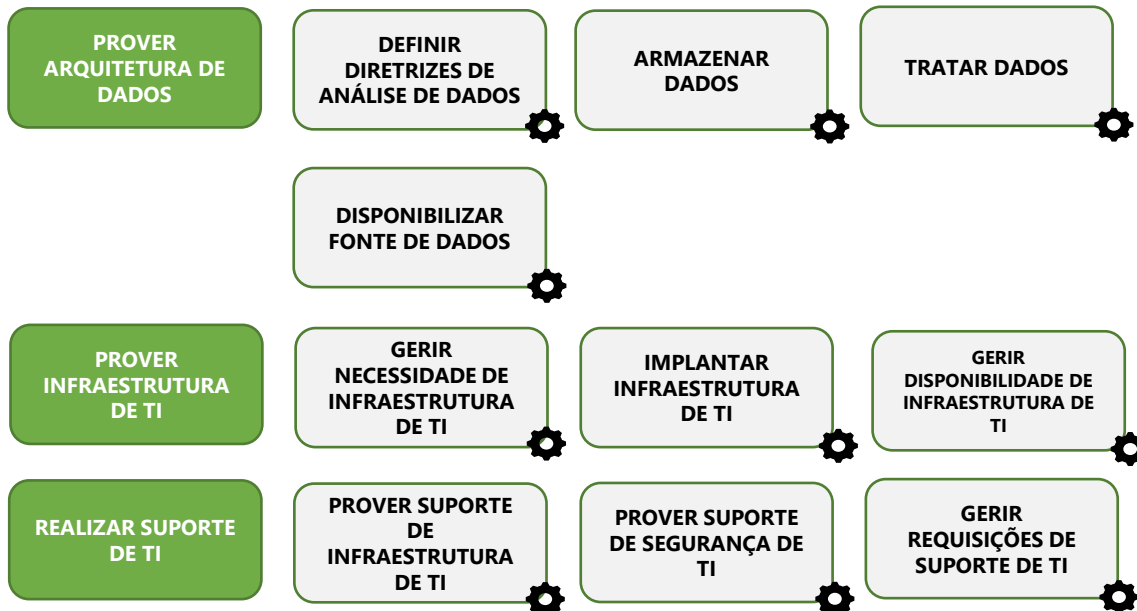 PROVER
ARQUITETURA DE
DADOS
DEFINIR
DIRETRIZES DE
ANÁLISE DE DADOS
ARMAZENAR
DADOS
TRATAR DADOS
DISPONIBILIZAR
FONTE DE DADOS
PROVER
INFRAESTRUTURA
DE TI
GERIR
NECESSIDADE DE
INFRAESTRUTURA
DE TI
IMPLANTAR
INFRAESTRUTURA
DE TI
GERIR
DISPONIBILIDADE DE
INFRAESTRUTURA DE
TI
REALIZAR SUPORTE
DE TI
PROVER SUPORTE
DE
INFRAESTRUTURA
DE TI
PROVER SUPORTE
DE SEGURANÇA DE
TI
GERIR
REQUISIÇÕES DE
SUPORTE DE TI